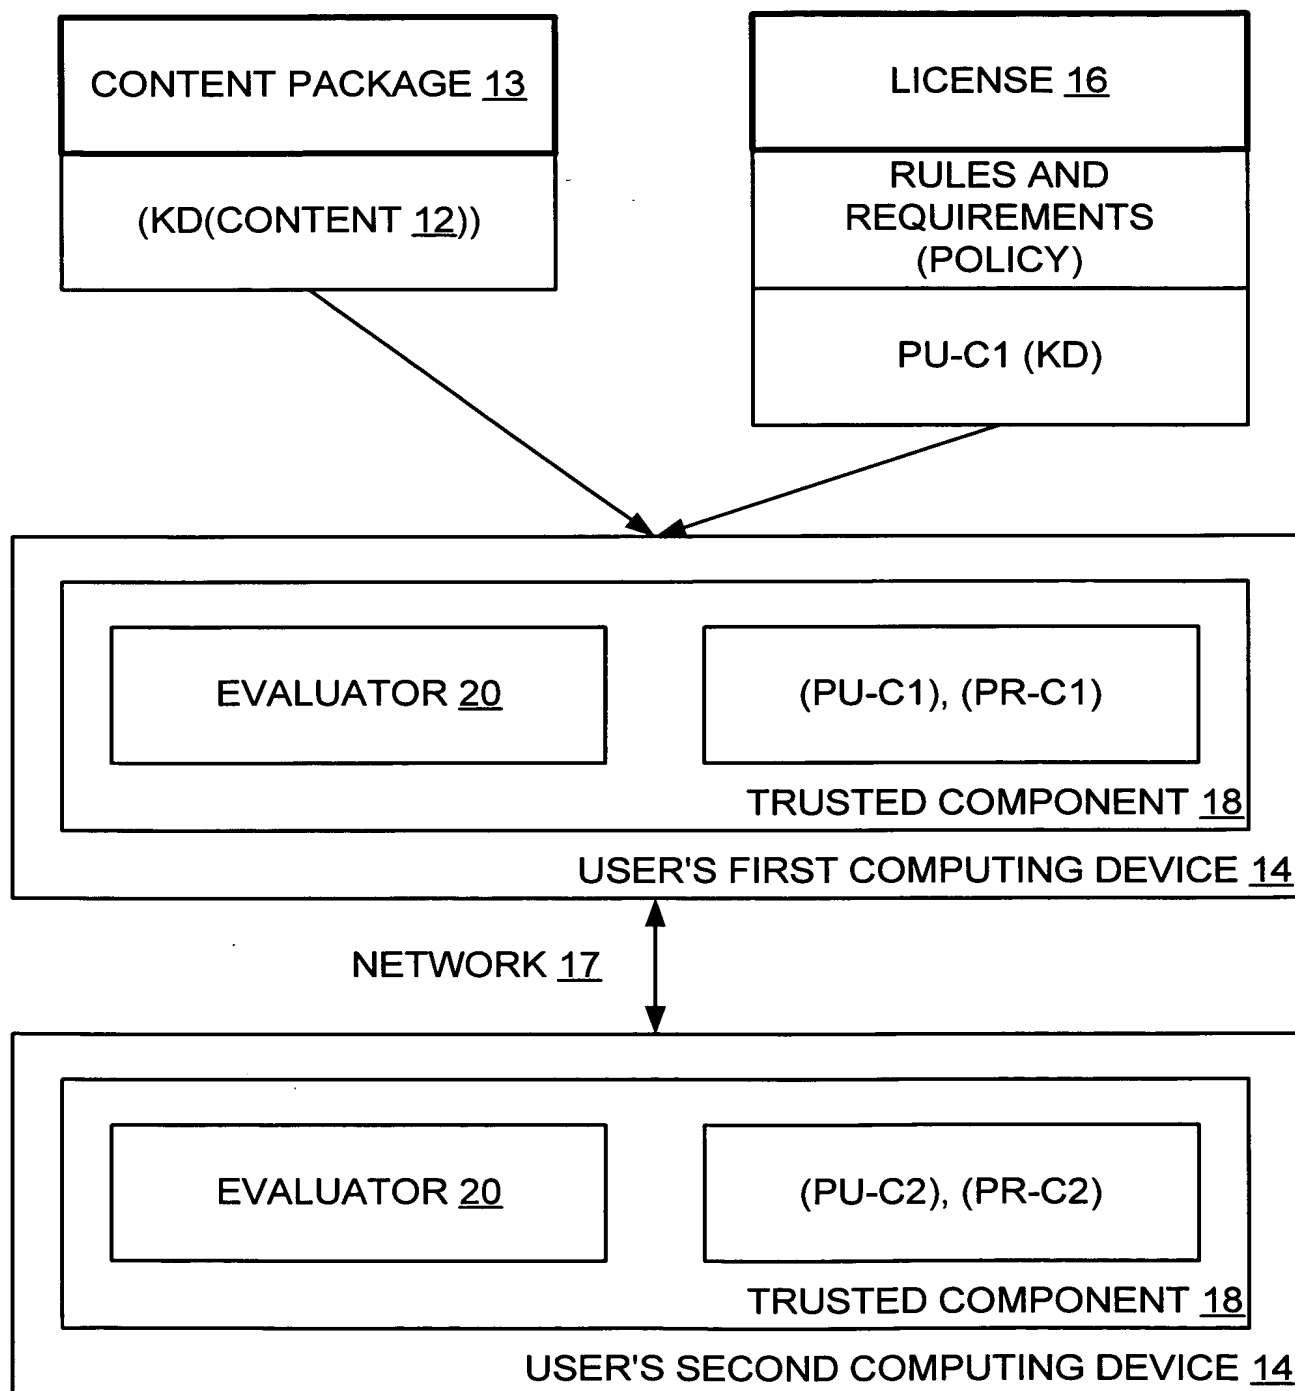 CONTENT PACKAGE 13
(KD(CONTENT 12))
LICENSE 16
RULES AND
REQUIREMENTS
(POLICY)
PU-C1 (KD)
EVALUATOR 20
(PU-C1), (PR-C1)
TRUSTED COMPONENT 18
USER'S FIRST COMPUTING DEVICE 14
NETWORK 17
EVALUATOR 20
(PU-C2), (PR-C2)
TRUSTED COMPONENT 18
USER'S SECOND COMPUTING DEVICE 14